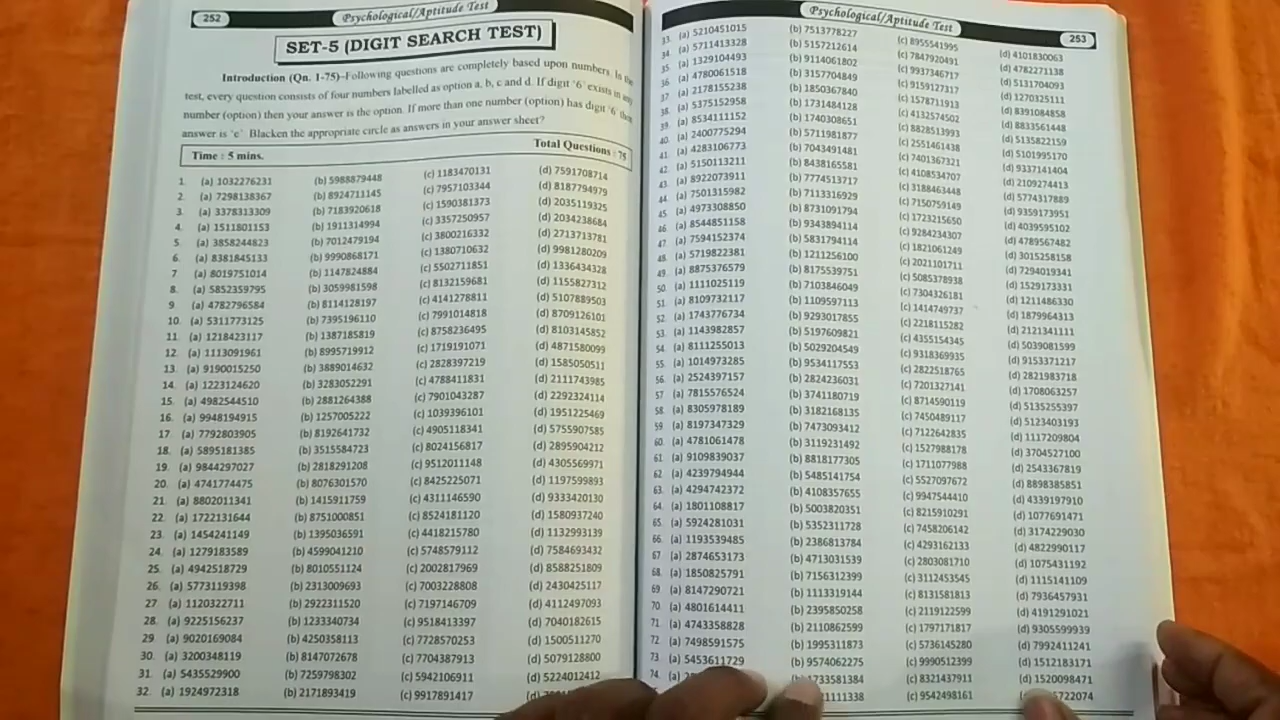 252
Psychological/Aptitude Test
SET-5 (DIGIT SEARCH TEST)
Introduction (Qn. 1-75)–Following questions are completely based upon numbers. In the
test, every question consists of four numbers labelled as option a, b, c and d. If digit '6' exists in any
number (option) then your answer is the option. If more than one number (option) has digit '6' then
answer is 'e'. Blacken the appropriate circle as answers in your answer sheet?
Time : 5 mins. Total Questions : 75
1. (a) 1032276231 (b) 5988879448 (c) 1183470131 (d) 7591708714
2. (a) 7298138367 (b) 8924711145 (c) 7957103344 (d) 8187794979
3. (a) 3378313309 (b) 7183920618 (c) 1590381373 (d) 2035119325
4. (a) 1511801153 (b) 1911314994 (c) 3357250957 (d) 2034238684
5. (a) 3858244823 (b) 7012479194 (c) 3800216332 (d) 2713713781
6. (a) 8381845133 (b) 9990868171 (c) 1380710632 (d) 9981280209
7. (a) 8019751014 (b) 1147824884 (c) 5502711851 (d) 1336434328
8. (a) 5852359795 (b) 3059981598 (c) 8132159681 (d) 1155827312
9. (a) 4782796584 (b) 8114128197 (c) 4141278811 (d) 5107889503
10. (a) 5311773125 (b) 7395196110 (c) 7991014818 (d) 8709126101
11. (a) 1218423117 (b) 1387185819 (c) 8758236495 (d) 8103145852
12. (a) 1113091961 (b) 8995719912 (c) 1719191071 (d) 4871580099
13. (a) 9190015250 (b) 3889014632 (c) 2828397219 (d) 1585050511
14. (a) 1223124620 (b) 3283052291 (c) 4788411831 (d) 2111743985
15. (a) 4982544510 (b) 2881264388 (c) 7901043287 (d) 2292324114
16. (a) 9948194915 (b) 1257005222 (c) 1039396101 (d) 1951225469
17. (a) 7792803905 (b) 8192641732 (c) 4905118341 (d) 5755907585
18. (a) 5895181385 (b) 3515584723 (c) 8024156817 (d) 2895904212
19. (a) 9844297027 (b) 2818291208 (c) 9512011148 (d) 4305569971
20. (a) 4741774475 (b) 8076301570 (c) 8425225071 (d) 1197599893
21. (a) 8802011341 (b) 1415911759 (c) 4311146590 (d) 9333420130
22. (a) 1722131644 (b) 8751000851 (c) 8524181120 (d) 1580937240
23. (a) 1454241149 (b) 1395036591 (c) 4418215780 (d) 1132993139
24. (a) 1279183589 (b) 4599041210 (c) 5748579112 (d) 7584693432
25. (a) 4942518729 (b) 8010551124 (c) 2002817969 (d) 8588251809
26. (a) 5773119398 (b) 2313009693 (c) 7003228808 (d) 2430425117
27. (a) 1120322711 (b) 2922311520 (c) 7197146709 (d) 4112497093
28. (a) 9225156237 (b) 1233340734 (c) 9518413397 (d) 7040182615
29 (a) 9020169084 (b) 4250358113 (c) 7728570253 (d) 1500511270
30. (a) 3200348119 (b) 8147072678 (c) 7704387913 (d) 5079128800
31. (a) 5435529900 (b) 7259798302 (c) 5942106911 (d) 5224012412
32. (a) 1924972318 (b) 2171893419 (c) 9917891417 (d)
Psychological/Aptitude Test
253
33. (a) 5210451015 (b) 7513778227 (c) 8955541995 (d) 4101830063
34. (a) 5711413328 (b) 5157212614 (c) 7847920491 (d) 4782271138
35. (a) 1329104493 (b) 9114061802 (c) 9937346717 (d) 5131704093
36 (a) 4780061518 (b) 3157704849 (c) 9159127317 (d) 1270325111
37. (a) 2178155238 (b) 1850367840 (c) 1578711913 (d) 8391084858
38. (a) 5375152958 (b) 1731484128 (c) 4132574502 (d) 8833561448
39. (a) 8534111152 (b) 1740308651 (c) 8828513993 (d) 5135822159
40. (a) 2400775294 (b) 5711981877 (c) 2551461438 (d) 5101995170
41. (a) 4283106773 (b) 7043491481 (c) 7401367321 (d) 9337141404
42. (a) 5150113211 (b) 8438165581 (c) 4108534707 (d) 2109274413
43. (a) 8922073911 (b) 7774513717 (c) 3188463448 (d) 5774317889
44. (a) 7501315982 (b) 7113316929 (c) 7150759149 (d) 9359173951
45 (a) 4973308850 (b) 8731091794 (c) 1723215650 (d) 4039595102
46. (a) 8544851158 (b) 9343894114 (c) 9284234307 (d) 4789567482
47. (a) 7594152374 (b) 5831794114 (c) 1821061249 (d) 3015258158
48. (a) 5719822381 (b) 1211256100 (c) 2021101711 (d) 7294019341
49. (a) 8875376579 (b) 8175539751 (c) 5085378938 (d) 1529173331
50. (a) 1111025119 (b) 7103846049 (c) 7304326181 (d) 1211486330
51. (a) 8109732117 (b) 1109597113 (c) 1414749737 (d) 1879964313
52. (a) 1743776734 (b) 9293017855 (c) 2218115282 (d) 2121341111
53. (a) 1143982857 (b) 5197609821 (c) 4355154345 (d) 5039081599
54. (a) 8111255013 (b) 5029204549 (c) 9318369935 (d) 9153371217
55. (a) 1014973285 (b) 9534117553 (c) 2822518765 (d) 2821983718
56. (a) 2524397157 (b) 2824236031 (c) 7201327141 (d) 1708063257
57 (a) 7815576524 (b) 3741180719 (c) 8714590119 (d) 5135255397
58. (a) 8305978189 (b) 3182168135 (c) 7450489117 (d) 5123403193
59 (a) 8197347329 (b) 7473093412 (c) 7122642835 (d) 1117209804
60. (a) 4781061478 (b) 3119231492 (c) 1527988178 (d) 3704527100
61. (a) 9109839037 (b) 8818177305 (c) 1711077988 (d) 2543367819
62. (a) 4239794944 (b) 5485141754 (c) 5527097672 (d) 8898385851
63. (a) 4294742372 (b) 4108357655 (c) 9947544410 (d) 4339197910
64. (a) 1801108817 (b) 5003820351 (c) 8215910291 (d) 1077691471
65. (a) 5924281031 (b) 5352311728 (c) 7458206142 (d) 3174229030
66. (a) 1193539485 (b) 2386813784 (c) 4293162133 (d) 4822990117
67 (a) 2874653173 (b) 4713031539 (c) 2803081710 (d) 1075431192
68. (a) 1850825791 (b) 7156312399 (c) 3112453545 (d) 1115141109
69. (a) 8147290721 (b) 1113319144 (c) 8131581813 (d) 7936457931
70 (a) 4801614411 (b) 2395850258 (c) 2119122599 (d) 4191291021
71. (a) 4743358828 (b) 2110862599 (c) 1797171817 (d) 9305599939
72 (a) 7498591575 (b) 1995311873 (c) 5736145280 (d) 7992411241
73 (a) 5453611729 (b) 9574062275 (c) 9990512399 (d) 1512183171
74. (a) 1733581384 (c) 8321437911 (d) 1520098471
21111338 (c) 9542498161 5722074